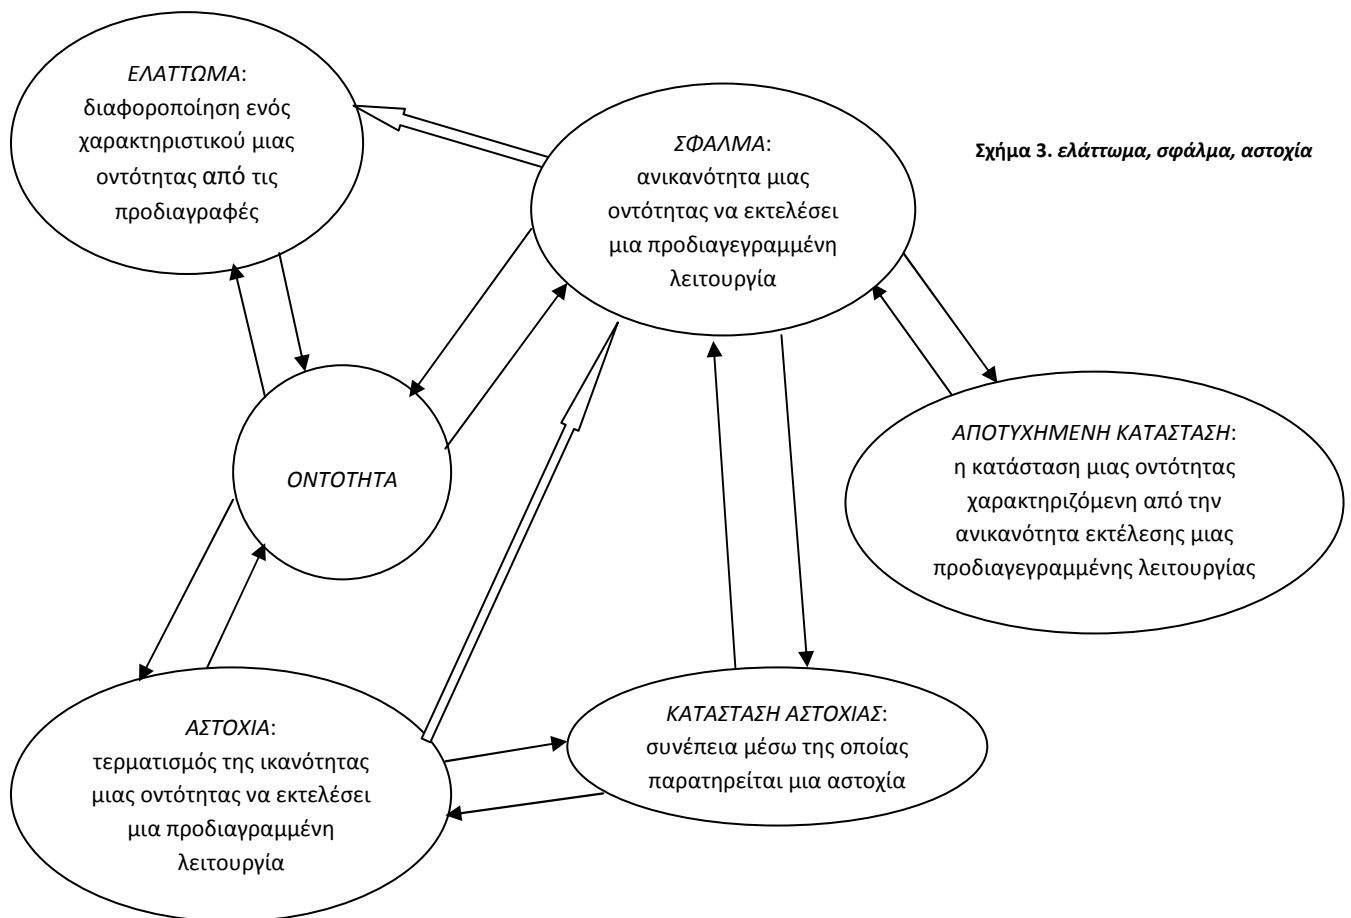 ΕΛΑΤΤΩΜΑ:
διαφοροποίηση ενός
χαρακτηριστικού μιας
οντότητας από τις
προδιαγραφές
ΣΦΑΛΜΑ:
ανικανότητα μιας
οντότητας να εκτελέσει
μια προδιαγεγραμμένη
λειτουργία
Σχήμα 3. ελάττωμα, σφάλμα, αστοχία
ΟΝΤΟΤΗΤΑ
ΑΠΟΤΥΧΗΜΕΝΗ ΚΑΤΑΣΤΑΣΗ:
η κατάσταση μιας οντότητας
χαρακτηριζόμενη από την
ανικανότητα εκτέλεσης μιας
προδιαγεγραμμένης λειτουργίας
ΑΣΤΟΧΙΑ:
τερματισμός της ικανότητας
μιας οντότητας να εκτελέσει
μια προδιαγραμμένη
λειτουργία
ΚΑΤΑΣΤΑΣΗ ΑΣΤΟΧΙΑΣ:
συνέπεια μέσω της οποίας
παρατηρείται μια αστοχία